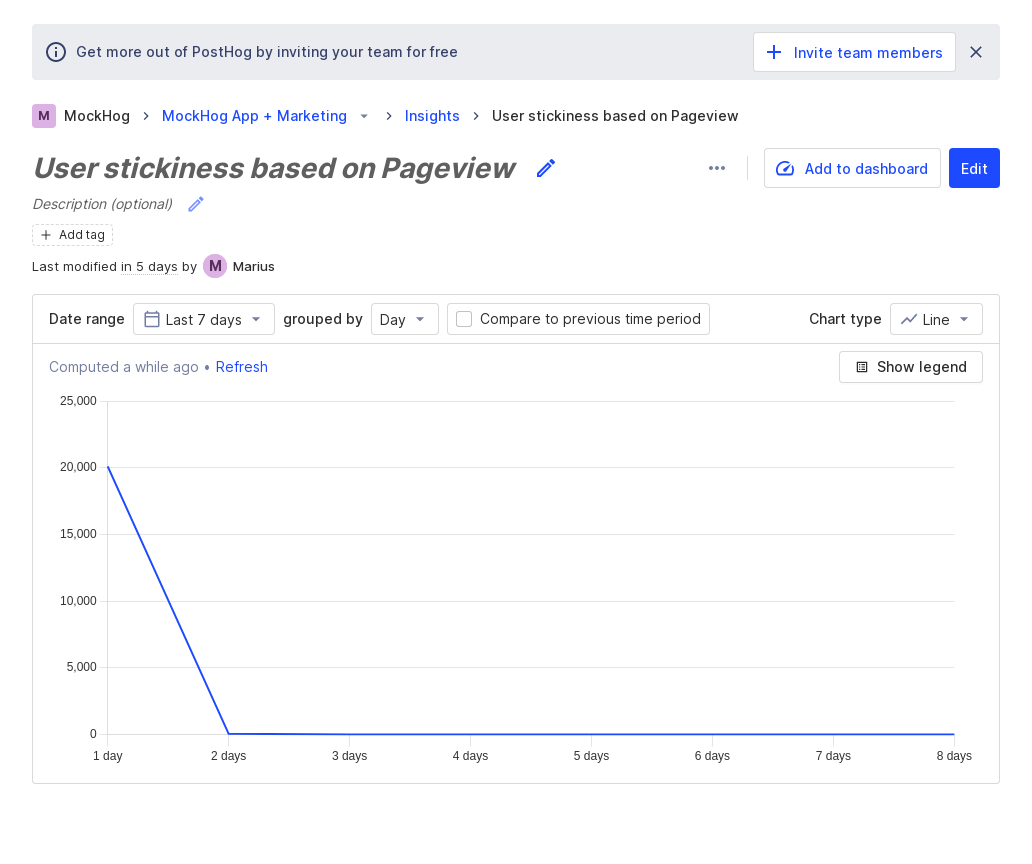 Get more out of PostHog by inviting your team for free
Invite team members
M MockHog > MockHog App + Marketing > Insights > User stickiness based on Pageview
User stickiness based on Pageview
Add to dashboard
Edit
Description (optional)
Add tag
Last modified in 5 days by M Marius
Date range Last 7 days grouped by Day Compare to previous time period Chart type Line
Computed a while ago • Refresh
Show legend
25,000
20,000
15,000
10,000
5,000
0
1 day 2 days 3 days 4 days 5 days 6 days 7 days 8 days